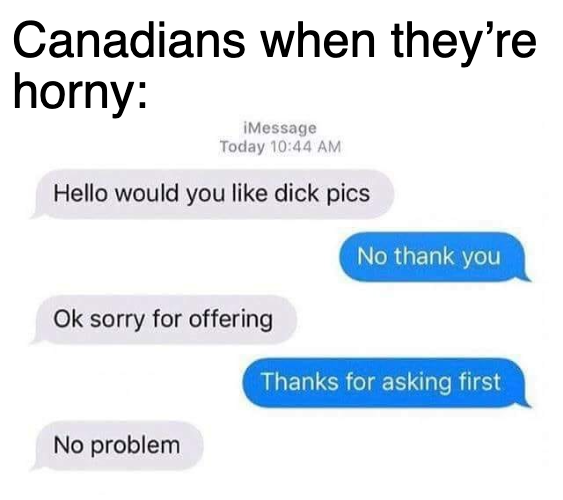 Canadians when they’re
horny:
iMessage
Today 10:44 AM
Hello would you like dick pics
No thank you
Ok sorry for offering
Thanks for asking first
No problem